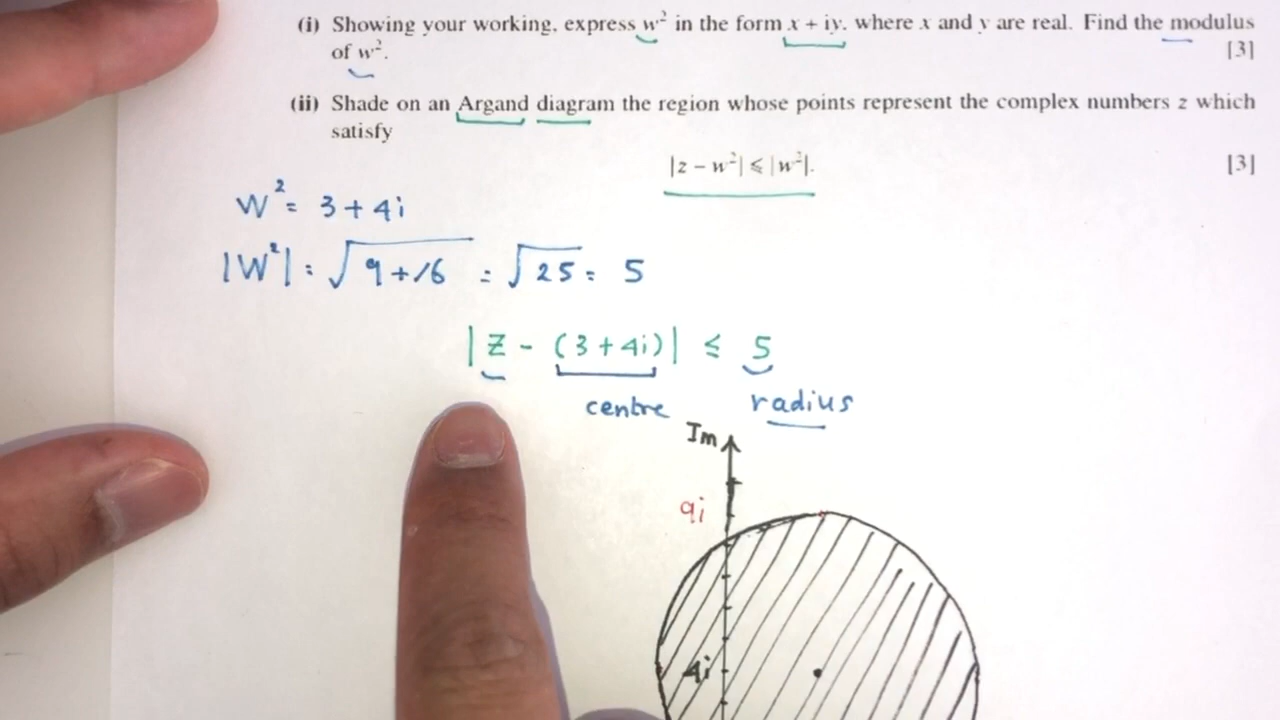 (i) Showing your working, express w² in the form x + iy, where x and y are real. Find the modulus
of w². [3]
(ii) Shade on an Argand diagram the region whose points represent the complex numbers z which
satisfy
|z − w²| ⩽ |w²|. [3]
W² = 3 + 4i
|W²| = √9 + 16 = √25 = 5
|Z - (3 + 4i)| ≤ 5
centre radius
Im
9i
4i